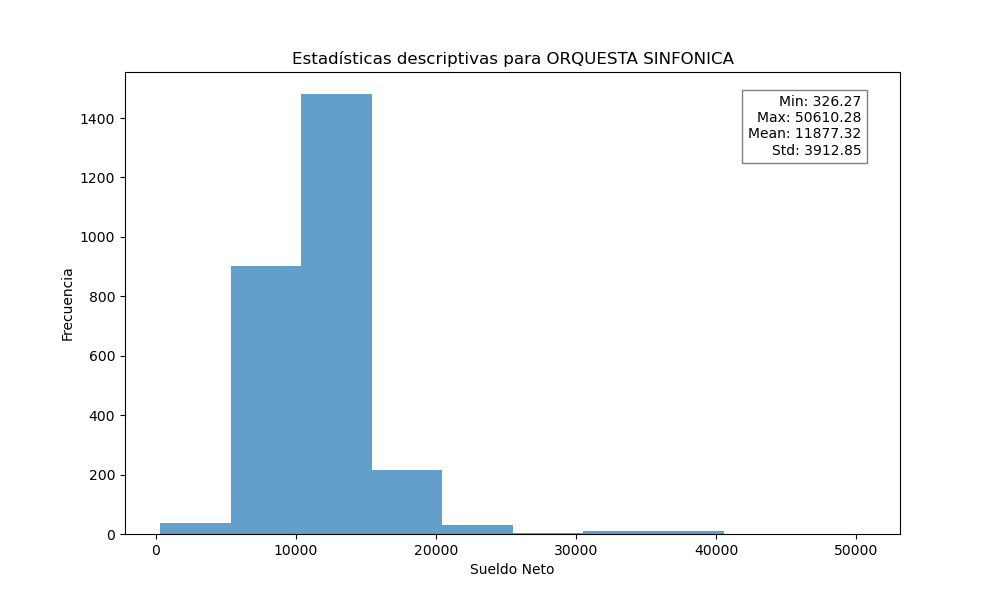 Estadísticas descriptivas para ORQUESTA SINFONICA
Min: 326.27
Max: 50610.28
Mean: 11877.32
Std: 3912.85
1400
1200
1000
800
600
400
200
0
Frecuencia
0 10000 20000 30000 40000 50000
Sueldo Neto